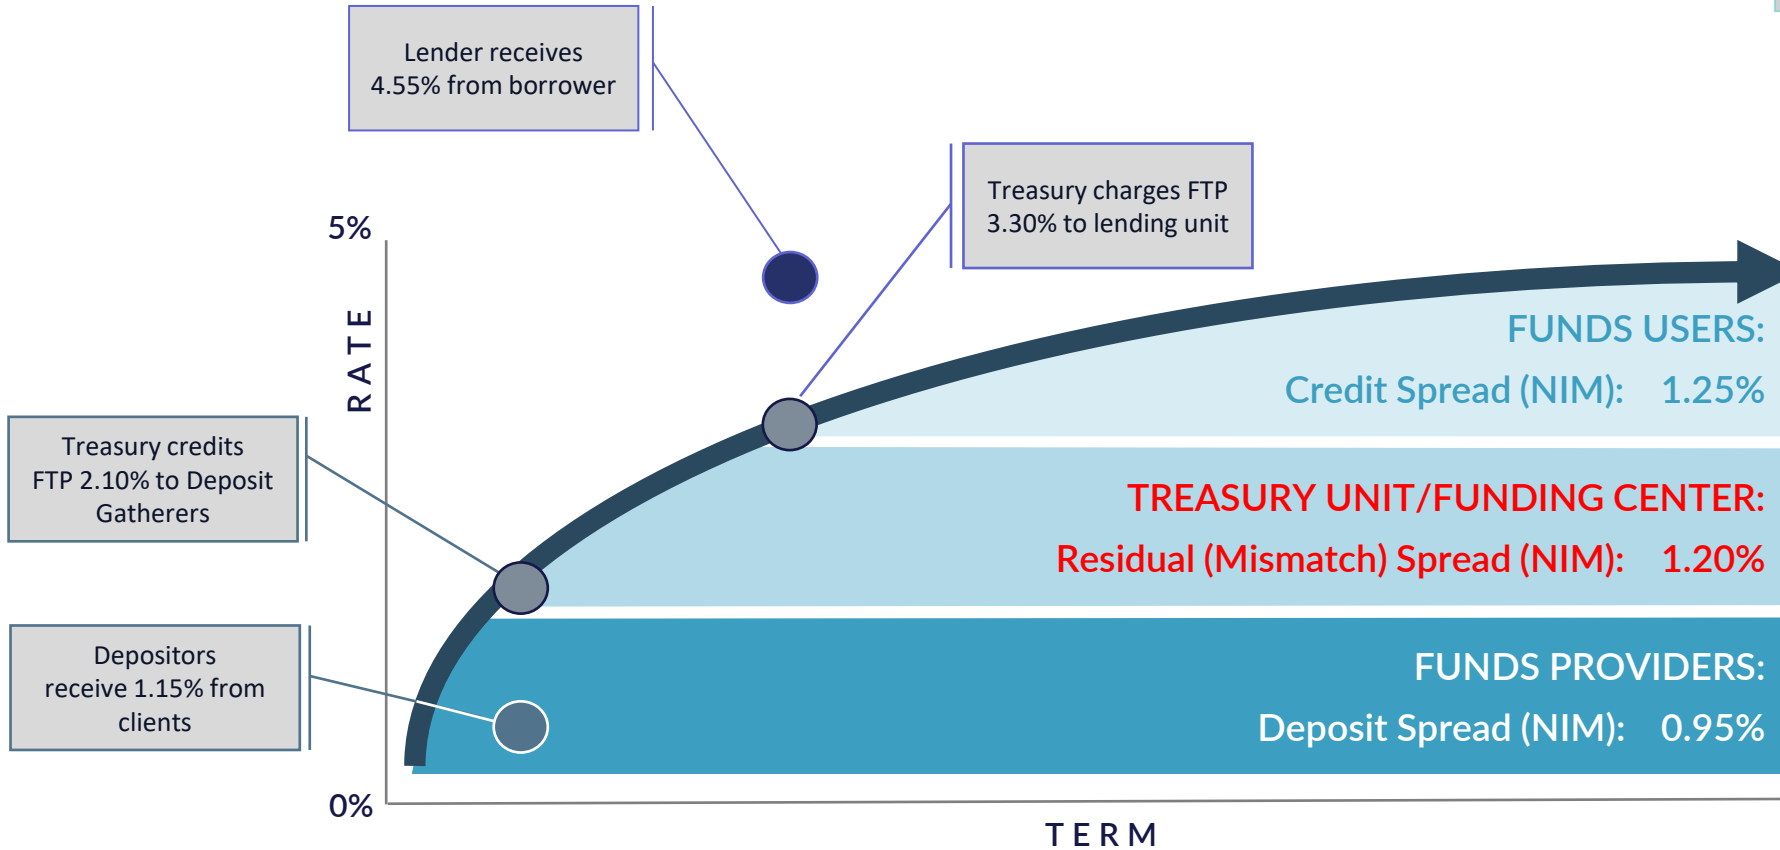 Lender receives
4.55% from borrower
Treasury charges FTP
3.30% to lending unit
5%
RATE
FUNDS USERS:
Credit Spread (NIM): 1.25%
Treasury credits
FTP 2.10% to Deposit
Gatherers
TREASURY UNIT/FUNDING CENTER:
Residual (Mismatch) Spread (NIM): 1.20%
Depositors
receive 1.15% from
clients
FUNDS PROVIDERS:
Deposit Spread (NIM): 0.95%
0%
TERM